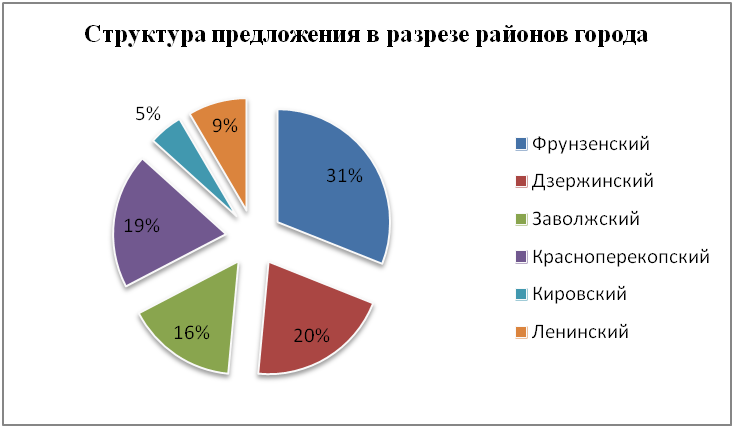 Структура предложения в разрезе районов города
5%
9%
31%
19%
16%
20%
Фрунзенский
Дзержинский
Заволжский
Красноперекопский
Кировский
Ленинский